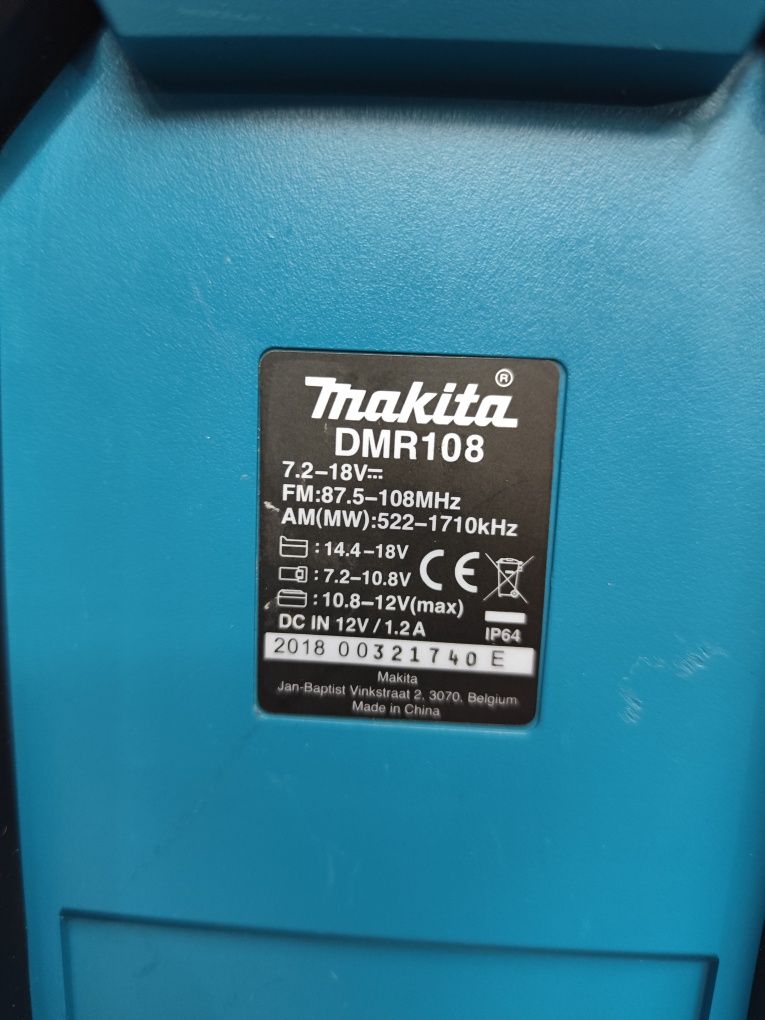 makita®
DMR108
7.2–18V⎓
FM:87.5–108MHz
AM(MW):522–1710kHz
: 14.4–18V
: 7.2–10.8V
: 10.8–12V(max)
CE
DC IN 12V / 1.2 A
IP64
2018 00321740 E
Makita
Jan-Baptist Vinkstraat 2, 3070, Belgium
Made in China